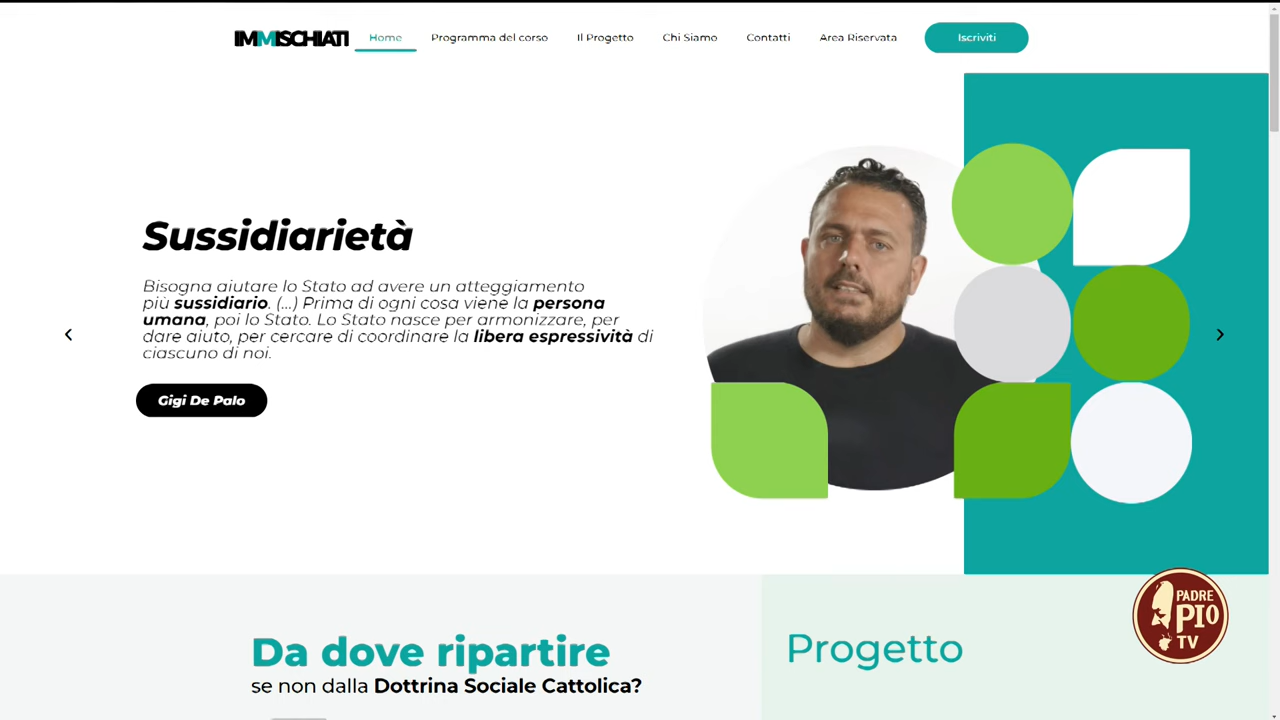 IMMISCHIATI
Home
Programma del corso
Il Progetto
Chi Siamo
Contatti
Area Riservata
Iscriviti
Sussidiarietà
Bisogna aiutare lo Stato ad avere un atteggiamento
più sussidiario. (...) Prima di ogni cosa viene la persona
umana, poi lo Stato. Lo Stato nasce per armonizzare, per
dare aiuto, per cercare di coordinare la libera espressività di
ciascuno di noi.
Gigi De Palo
Da dove ripartire
se non dalla Dottrina Sociale Cattolica?
Progetto
PADRE
PIO
TV